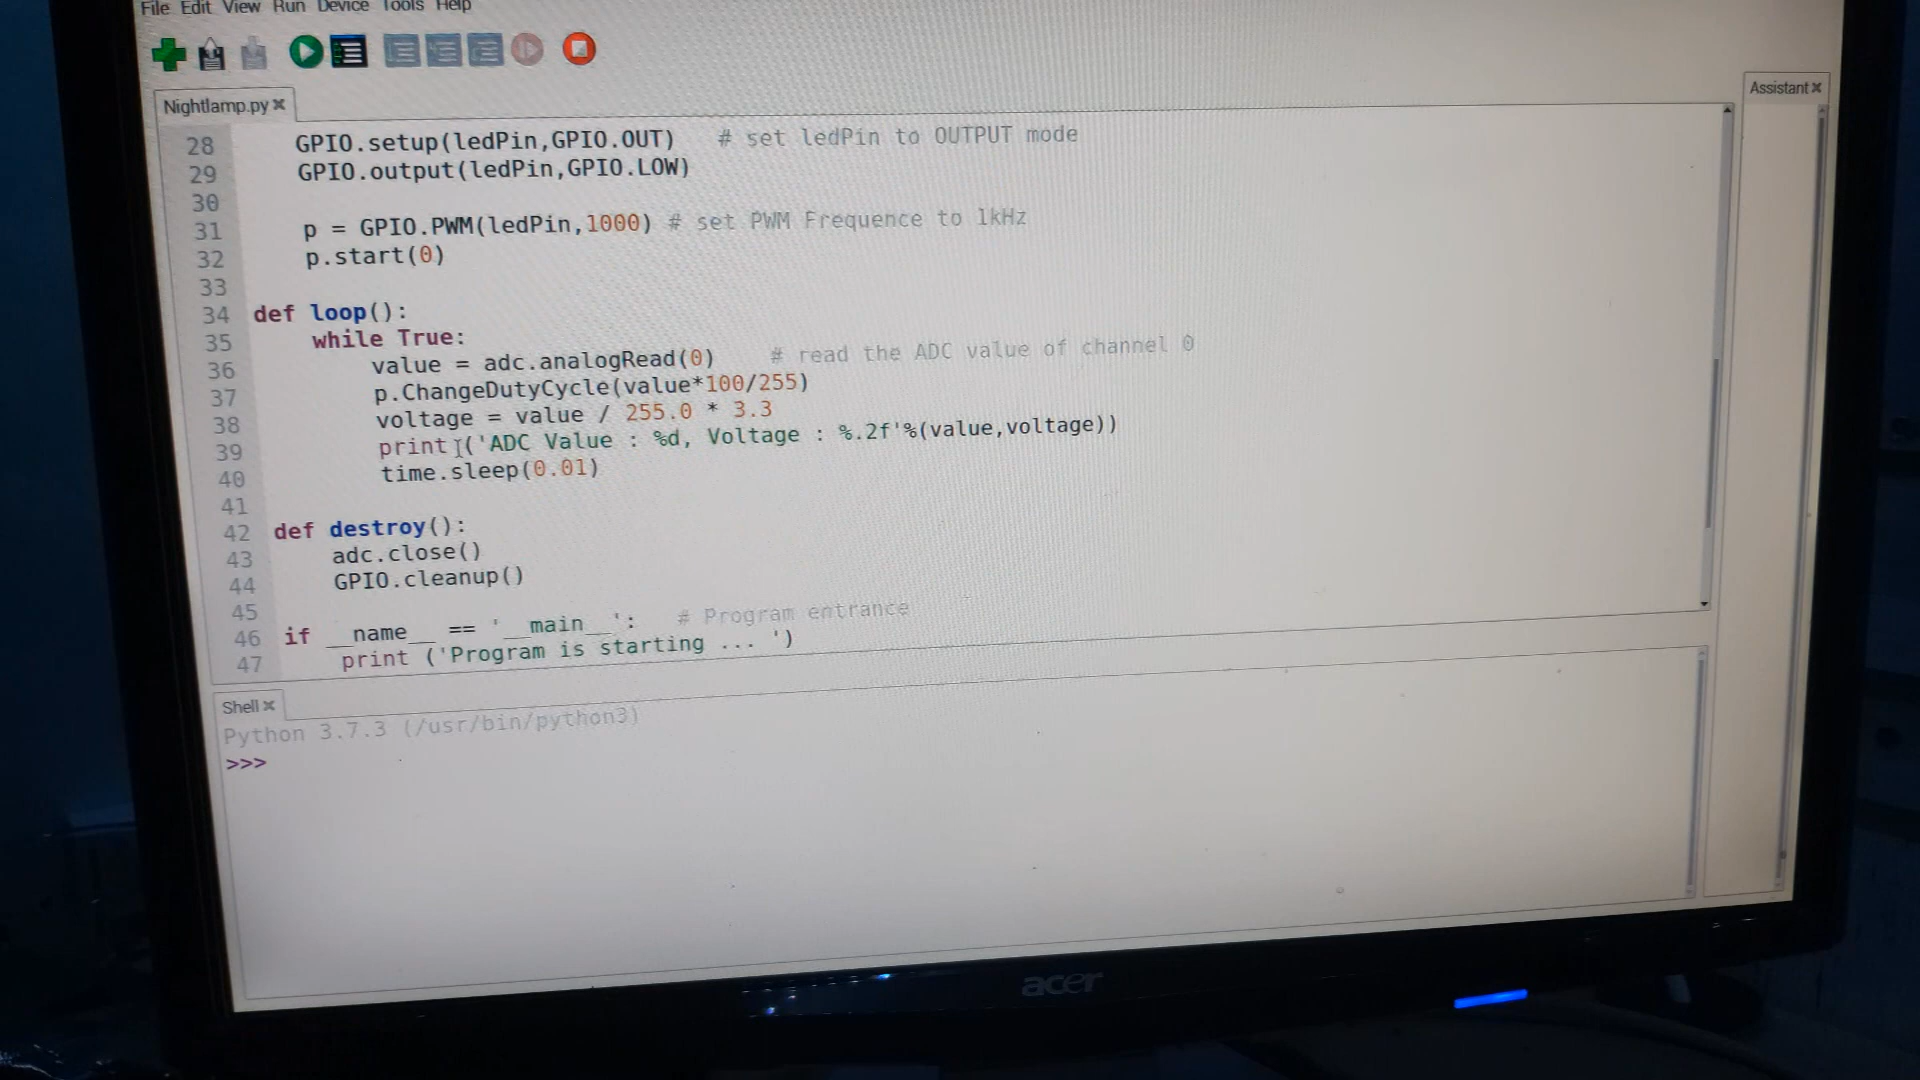 File Edit View Run Device Tools Help
Nightlamp.py ×
Assistant ×
28 GPIO.setup(ledPin,GPIO.OUT) # set ledPin to OUTPUT mode
29 GPIO.output(ledPin,GPIO.LOW)
30
31 p = GPIO.PWM(ledPin,1000) # set PWM Frequence to 1kHz
32 p.start(0)
33
34 def loop():
35 while True:
36 value = adc.analogRead(0) # read the ADC value of channel 0
37 p.ChangeDutyCycle(value*100/255)
38 voltage = value / 255.0 * 3.3
39 print ('ADC Value : %d, Voltage : %.2f'%(value,voltage))
40 time.sleep(0.01)
41
42 def destroy():
43 adc.close()
44 GPIO.cleanup()
45
46 if __name__ == '__main__': # Program entrance
47 print ('Program is starting ... ')
Shell ×
Python 3.7.3 (/usr/bin/python3)
>>>
acer